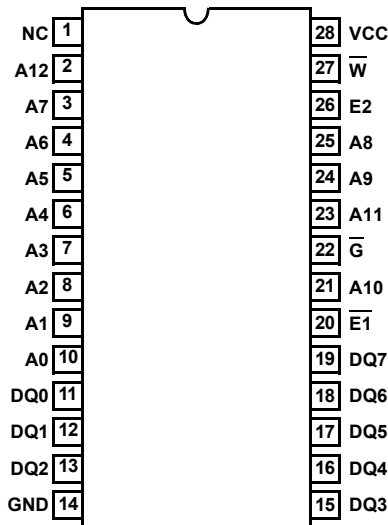 NC 1 28 VCC
A12 2 27 W̅
A7 3 26 E2
A6 4 25 A8
A5 5 24 A9
A4 6 23 A11
A3 7 22 G̅
A2 8 21 A10
A1 9 20 E̅1̅
A0 10 19 DQ7
DQ0 11 18 DQ6
DQ1 12 17 DQ5
DQ2 13 16 DQ4
GND 14 15 DQ3